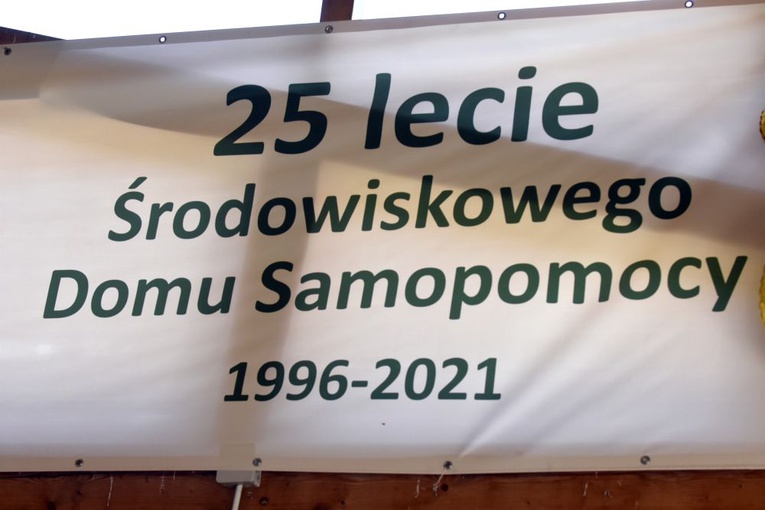 25 lecie
Środowiskowego
Domu Samopomocy
1996-2021